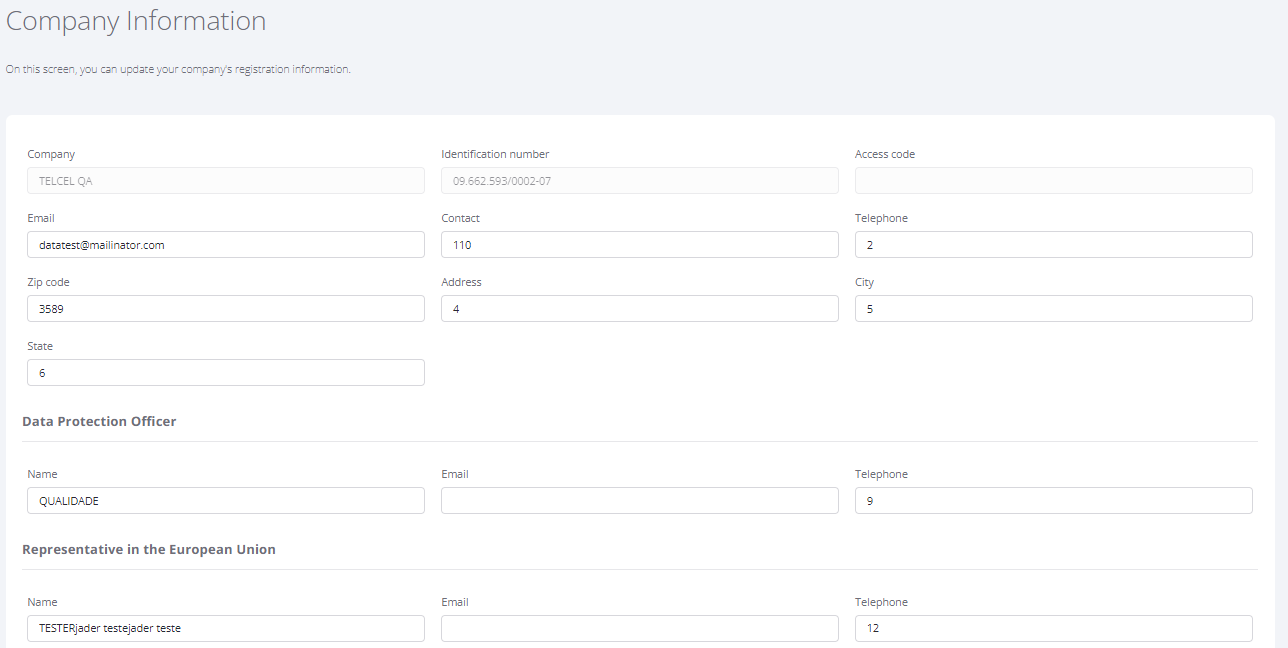 Company Information
On this screen, you can update your company's registration information.
Company Identification number Access code
TELCEL QA 09.662.593/0002-07
Email Contact Telephone
datatest@mailinator.com 110 2
Zip code Address City
3589 4 5
State
6
Data Protection Officer
Name Email Telephone
QUALIDADE 9
Representative in the European Union
Name Email Telephone
TESTERjader testejader teste 12